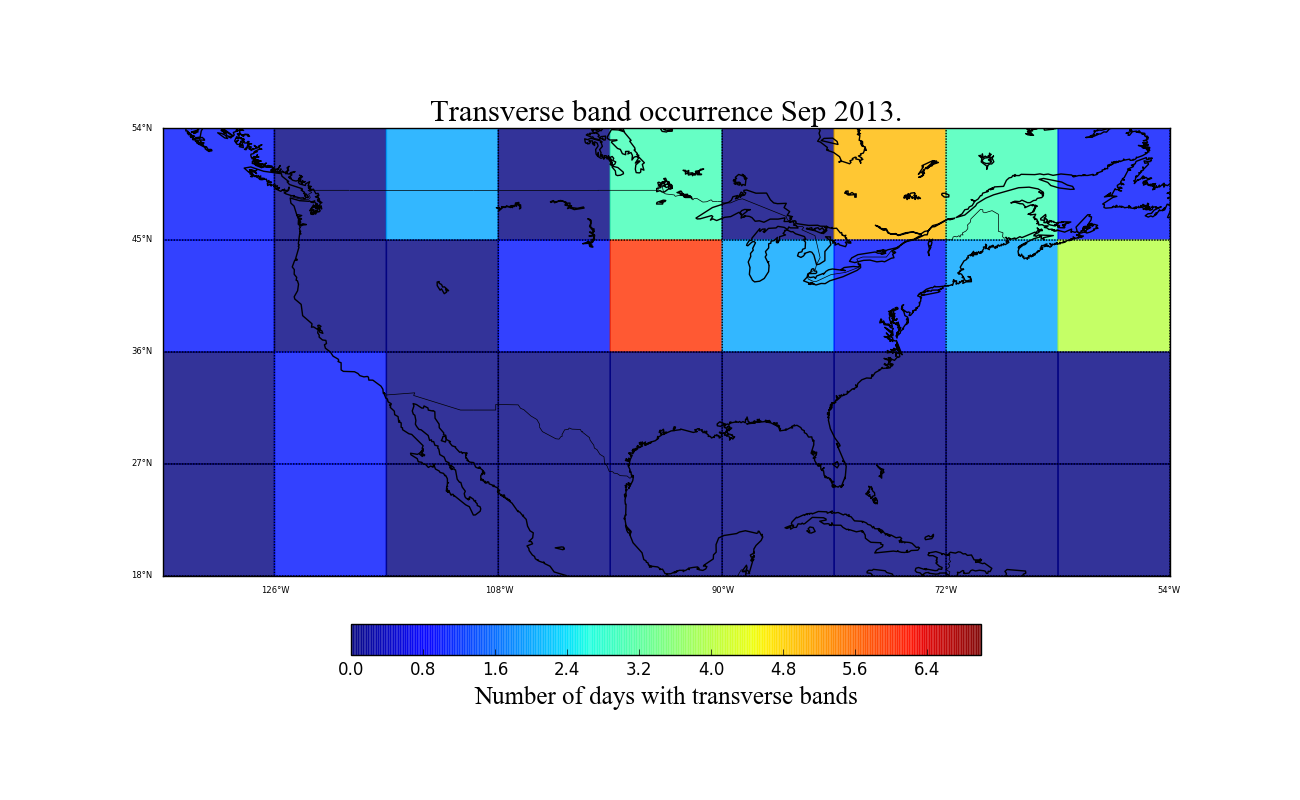 Transverse band occurrence Sep 2013.
54°N
45°N
36°N
27°N
18°N
126°W 108°W 90°W 72°W 54°W
0.0 0.8 1.6 2.4 3.2 4.0 4.8 5.6 6.4
Number of days with transverse bands